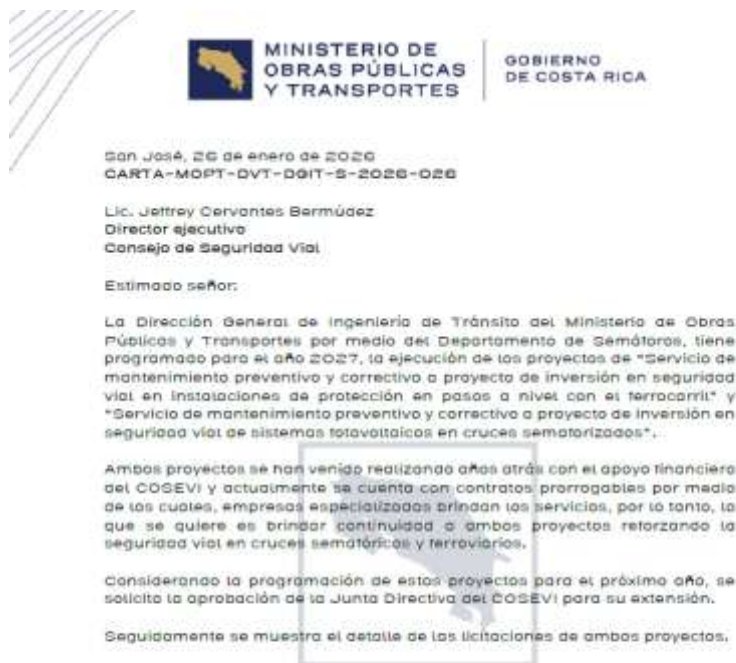 MINISTERIO DE
OBRAS PÚBLICAS
Y TRANSPORTES
GOBIERNO
DE COSTA RICA
San José, 26 de enero de 2026
CARTA-MOPT-DVT-DGIT-S-2026-026
Lic. Jeffrey Cervantes Bermúdez
Director ejecutivo
Consejo de Seguridad Vial
Estimado señor:
La Dirección General de Ingeniería de Tránsito del Ministerio de Obras
Públicas y Transportes por medio del Departamento de Semáforos, tiene
programado para el año 2027, la ejecución de los proyectos de "Servicio de
mantenimiento preventivo y correctivo a proyecto de inversión en seguridad
vial en instalaciones de protección en pasos a nivel con el ferrocarril" y
"Servicio de mantenimiento preventivo y correctivo a proyecto de inversión en
seguridad vial de sistemas fotovoltaicos en cruces semaforizados".
Ambos proyectos se han venido realizando años atrás con el apoyo financiero
del COSEVI y actualmente se cuenta con contratos prorrogables por medio
de los cuales, empresas especializadas brindan los servicios, por lo tanto, lo
que se quiere es brindar continuidad a ambos proyectos reforzando la
seguridad vial en cruces semafóricos y ferroviarios.
Considerando la programación de estos proyectos para el próximo año, se
solicita la aprobación de la Junta Directiva del COSEVI para su extensión.
Seguidamente se muestra el detalle de las licitaciones de ambos proyectos.